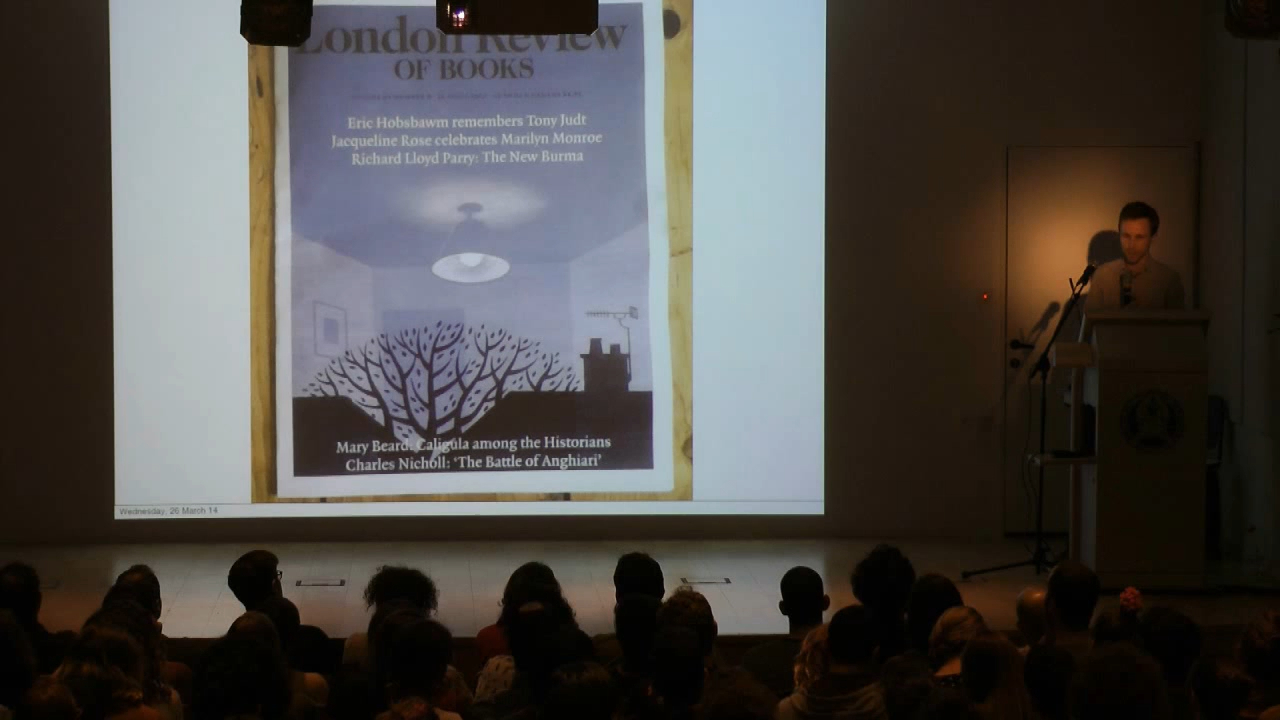 London Review
OF BOOKS
Eric Hobsbawm remembers Tony Judt
Jacqueline Rose celebrates Marilyn Monroe
Richard Lloyd Parry: The New Burma
Mary Beard: Caligula among the Historians
Charles Nicholl: ‘The Battle of Anghiari’
Wednesday, 26 March 14